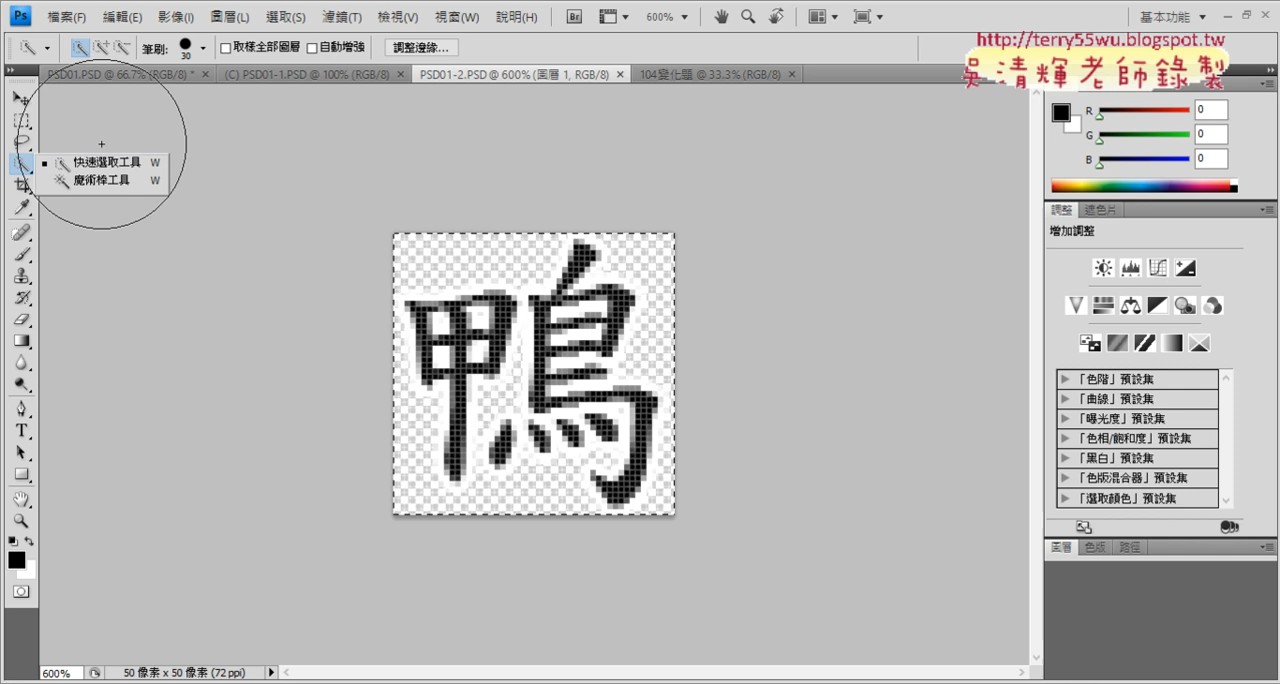 Ps 檔案(F) 編輯(E) 影像(I) 圖層(L) 選取(S) 濾鏡(T) 檢視(V) 視窗(W) 說明(H) Br 600% 基本功能
http://terry55wu.blogspot.tw
吳清輝老師錄製
筆刷: 30 取樣全部圖層 自動增強 調整邊緣...
PSD01.PSD @ 66.7% (RGB/8) * × (C) PSD01-1.PSD @ 100% (RGB/8) × PSD01-2.PSD @ 600% (圖層 1, RGB/8) × 104變化題 @ 33.3% (RGB/8) ×
R 0
G 0
B 0
快速選取工具 W
魔術棒工具 W
調整 遮色片
增加調整
鴨
「色階」預設集
「曲線」預設集
「曝光度」預設集
「色相/飽和度」預設集
「黑白」預設集
「色版混合器」預設集
「選取顏色」預設集
圖層 色版 路徑
T
600% 50 像素 x 50 像素 (72 ppi)